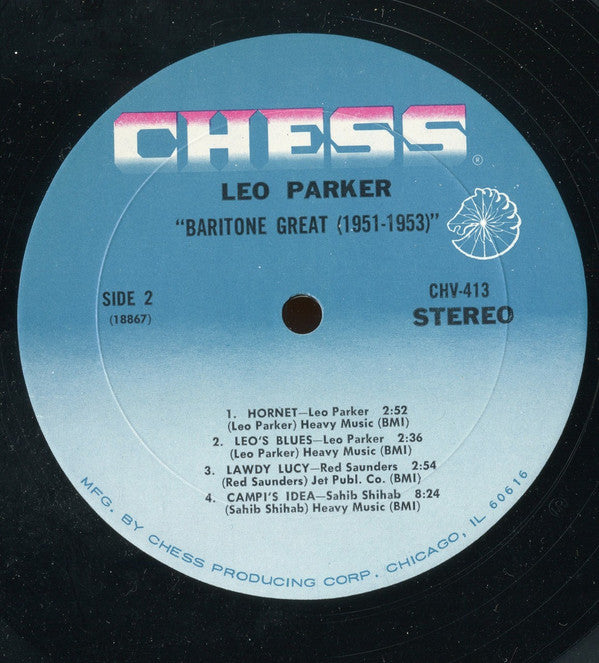 CHESS ®
LEO PARKER
"BARITONE GREAT (1951-1953)"
SIDE 2
(18867)
CHV-413
STEREO
1. HORNET—Leo Parker 2:52
(Leo Parker) Heavy Music (BMI)
2. LEO'S BLUES—Leo Parker 2:36
(Leo Parker) Heavy Music (BMI)
3. LAWDY LUCY—Red Saunders 2:54
(Red Saunders) Jet Publ. Co. (BMI)
4. CAMPI'S IDEA—Sahib Shihab 8:24
(Sahib Shihab) Heavy Music (BMI)
MFG. BY CHESS PRODUCING CORP. CHICAGO, IL 60616